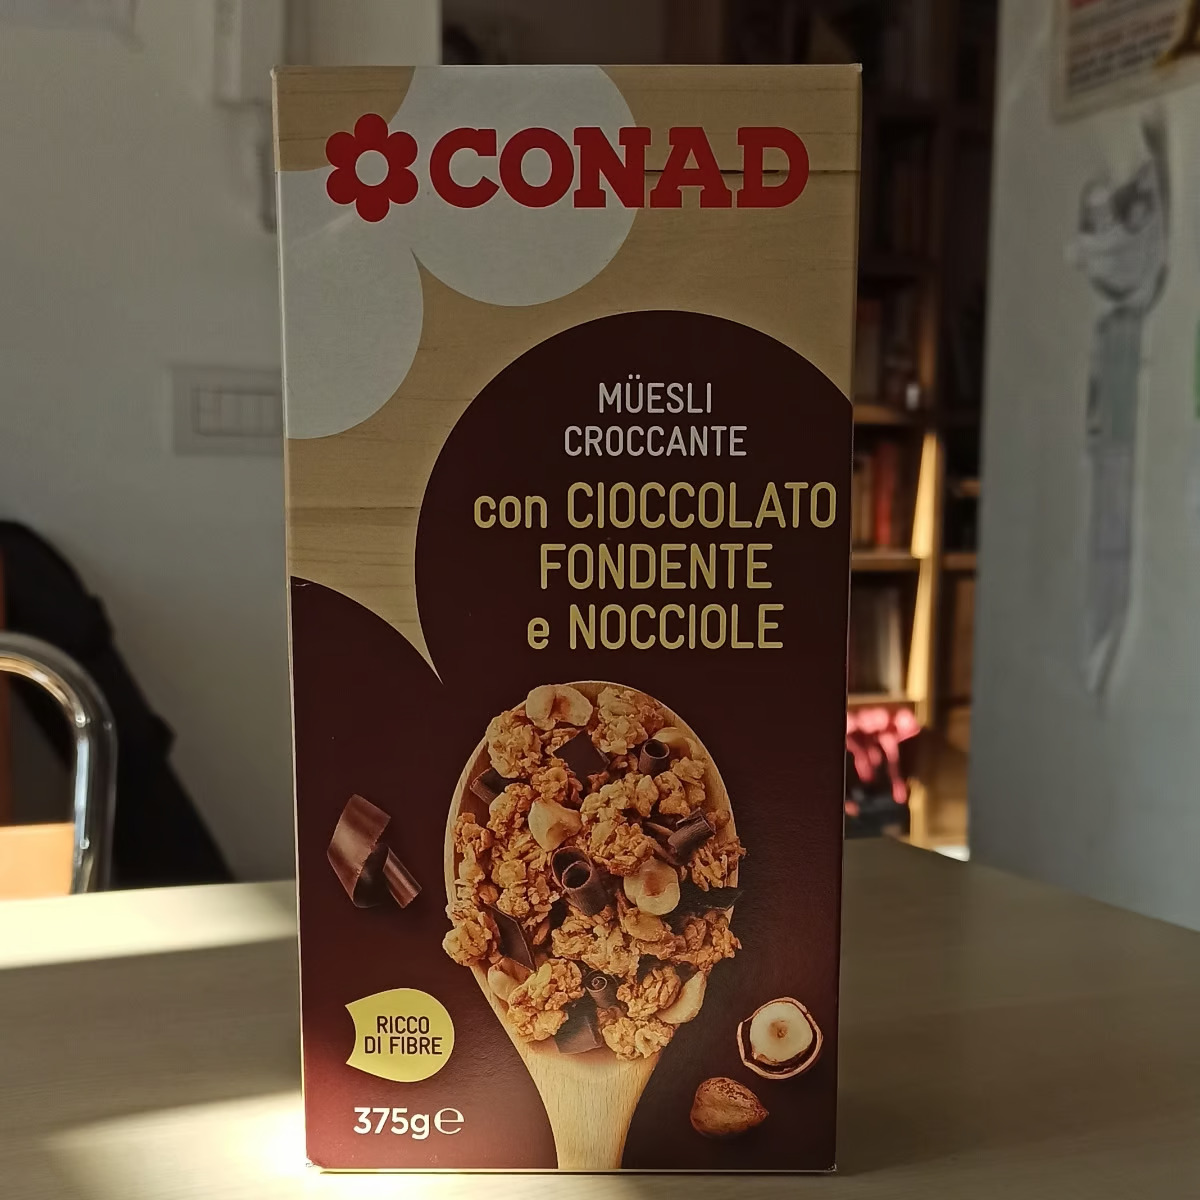 CONAD
MÜESLI
CROCCANTE
con CIOCCOLATO
FONDENTE
e NOCCIOLE
RICCO
DI FIBRE
375g℮